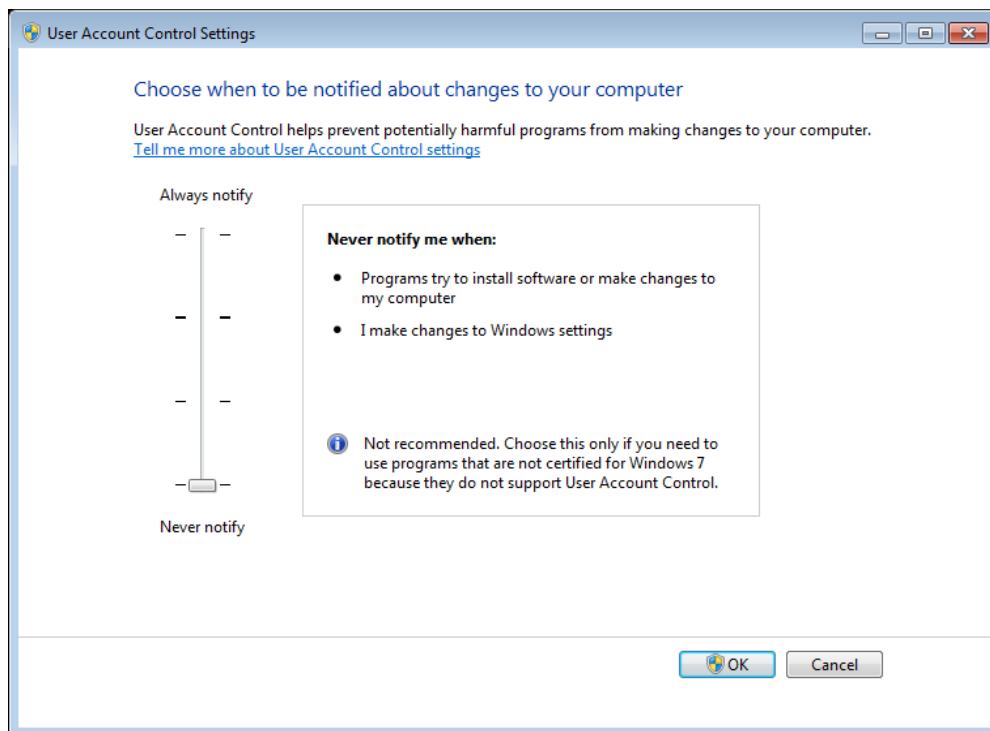 User Account Control Settings
Choose when to be notified about changes to your computer
User Account Control helps prevent potentially harmful programs from making changes to your computer.
Tell me more about User Account Control settings
Always notify
Never notify me when:
Programs try to install software or make changes to
my computer
I make changes to Windows settings
Not recommended. Choose this only if you need to
use programs that are not certified for Windows 7
because they do not support User Account Control.
Never notify
OK
Cancel